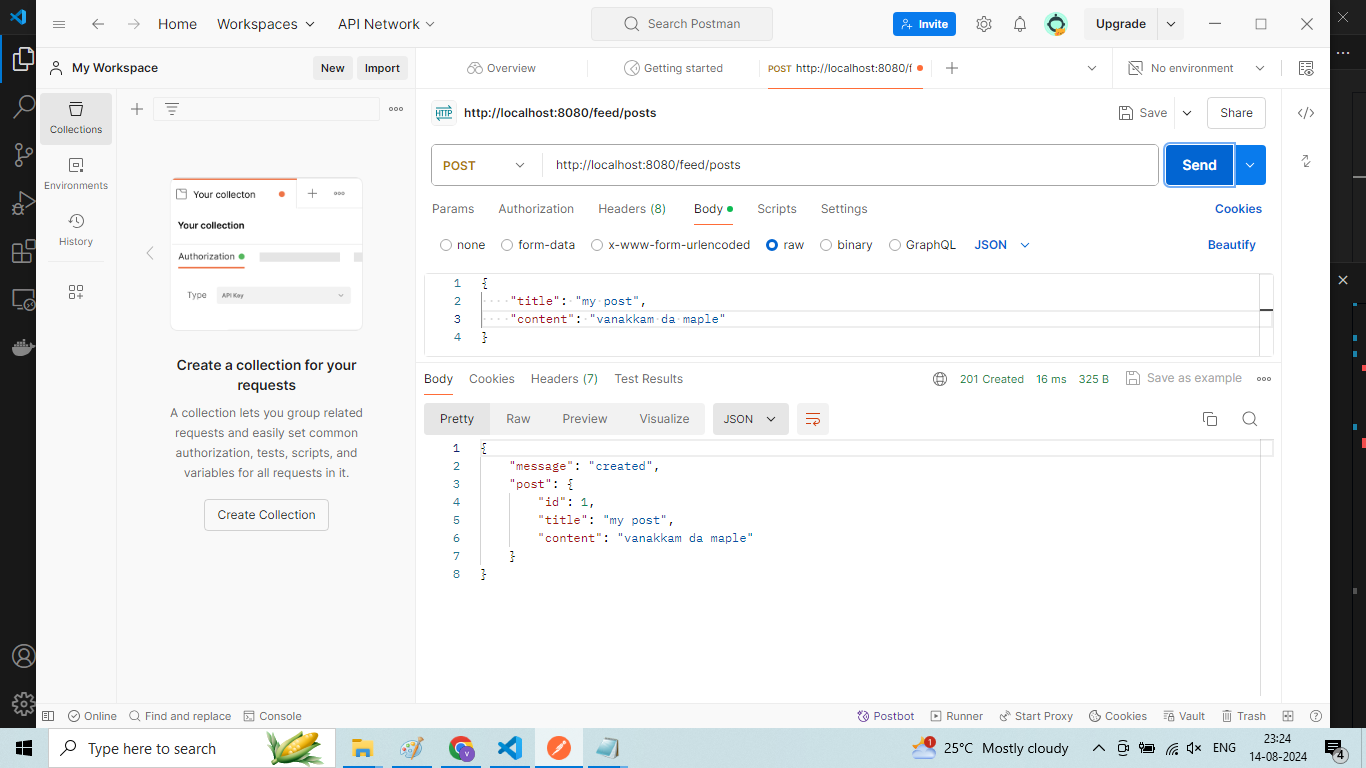 Home Workspaces API Network Search Postman Invite Upgrade
My Workspace New Import Overview Getting started POST http://localhost:8080/f No environment
Collections
Environments
History
Your collecton
Your collection
Authorization
Type API Key
Create a collection for your
requests
A collection lets you group related
requests and easily set common
authorization, tests, scripts, and
variables for all requests in it.
Create Collection
HTTP http://localhost:8080/feed/posts Save Share
POST http://localhost:8080/feed/posts Send
Params Authorization Headers (8) Body Scripts Settings Cookies
none form-data x-www-form-urlencoded raw binary GraphQL JSON Beautify
1 {
2 "title": "my post",
3 "content": "vanakkam da maple"
4 }
Body Cookies Headers (7) Test Results 201 Created 16 ms 325 B Save as example
Pretty Raw Preview Visualize JSON
1 {
2 "message": "created",
3 "post": {
4 "id": 1,
5 "title": "my post",
6 "content": "vanakkam da maple"
7 }
8 }
Online Find and replace Console Postbot Runner Start Proxy Cookies Vault Trash
Type here to search V 1 25°C Mostly cloudy ENG 23:24
14-08-2024 4